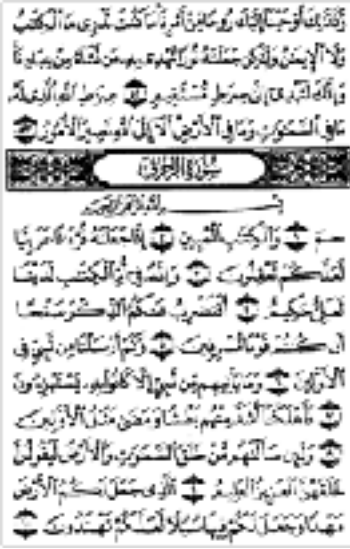 وكذلك أوحينا إليك روحا من أمرنا ما كنت تدري ما الكتب
ولا الإيمن ولكن جعلنه نورا نهدي به من نشاء من عبادنا
وإنك لتهدي إلى صرط مستقيم ٥٢ صرط الله الذي له
ما في السموت وما في الأرض ألا إلى الله تصير الأمور ٥٣
سورة الزخرف
بسم الله الرحمن الرحيم
حم ١ والكتب المبين ٢ إنا جعلنه قرءنا عربيا
لعلكم تعقلون ٣ وإنه في أم الكتب لدينا
لعلي حكيم ٤ أفنضرب عنكم الذكر صفحا
أن كنتم قوما مسرفين ٥ وكم أرسلنا من نبي في
الأولين ٦ وما يأتيهم من نبي إلا كانوا به يستهزءون
٧ فأهلكنا أشد منهم بطشا ومضى مثل الأولين
٨ ولئن سألتهم من خلق السموت والأرض ليقولن
خلقهن العزيز العليم ٩ الذي جعل لكم الأرض
مهدا وجعل لكم فيها سبلا لعلكم تهتدون ١٠